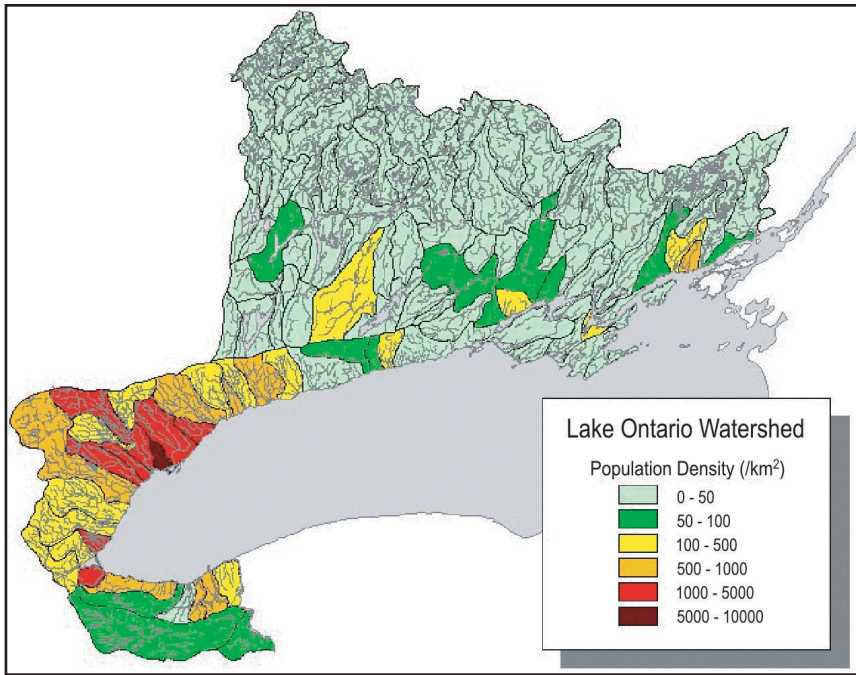 Lake Ontario Watershed
Population Density (/km²)
0 - 50
50 - 100
100 - 500
500 - 1000
1000 - 5000
5000 - 10000